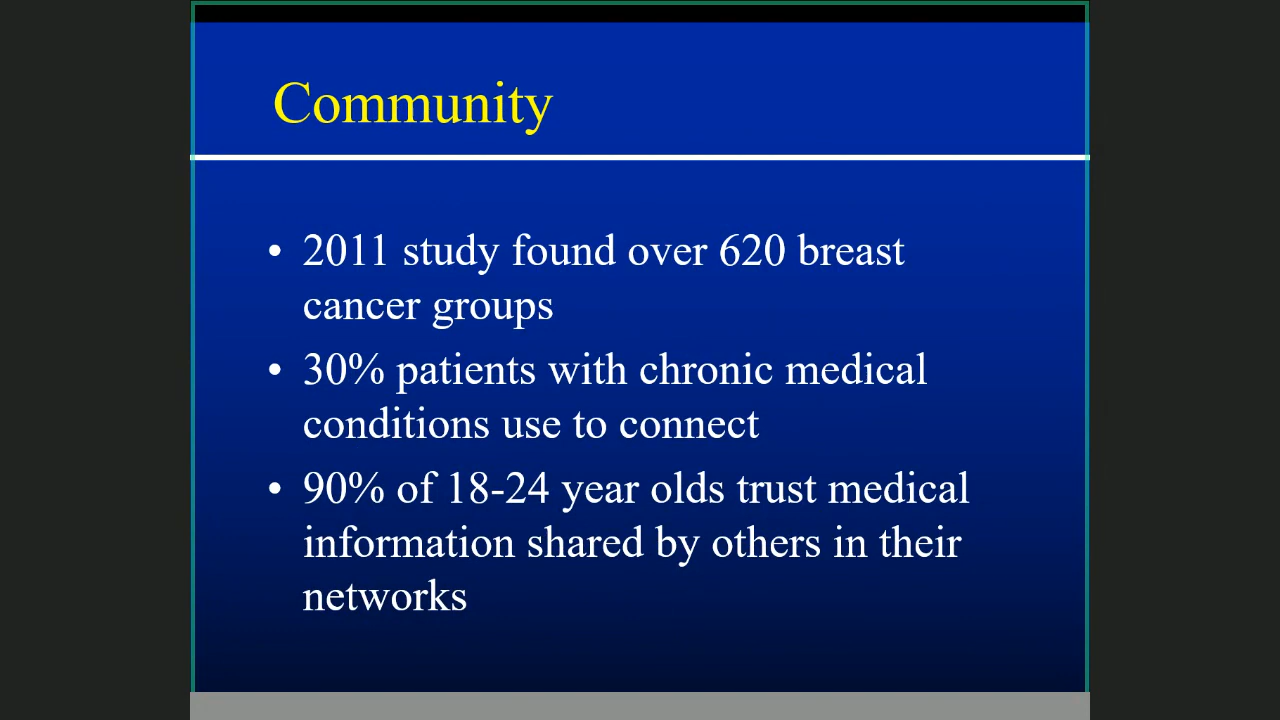 Community
• 2011 study found over 620 breast
cancer groups
• 30% patients with chronic medical
conditions use to connect
• 90% of 18-24 year olds trust medical
information shared by others in their
networks